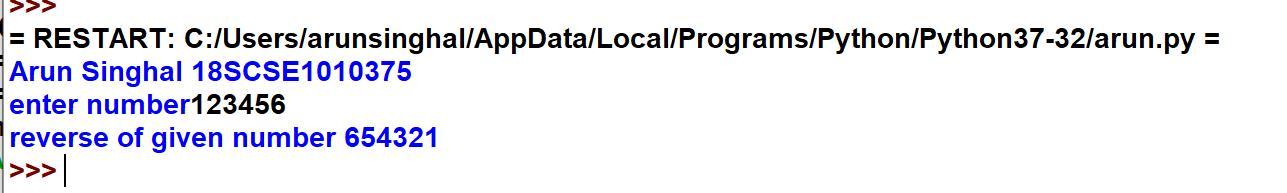 >>>
= RESTART: C:/Users/arunsinghal/AppData/Local/Programs/Python/Python37-32/arun.py =
Arun Singhal 18SCSE1010375
enter number123456
reverse of given number 654321
>>>